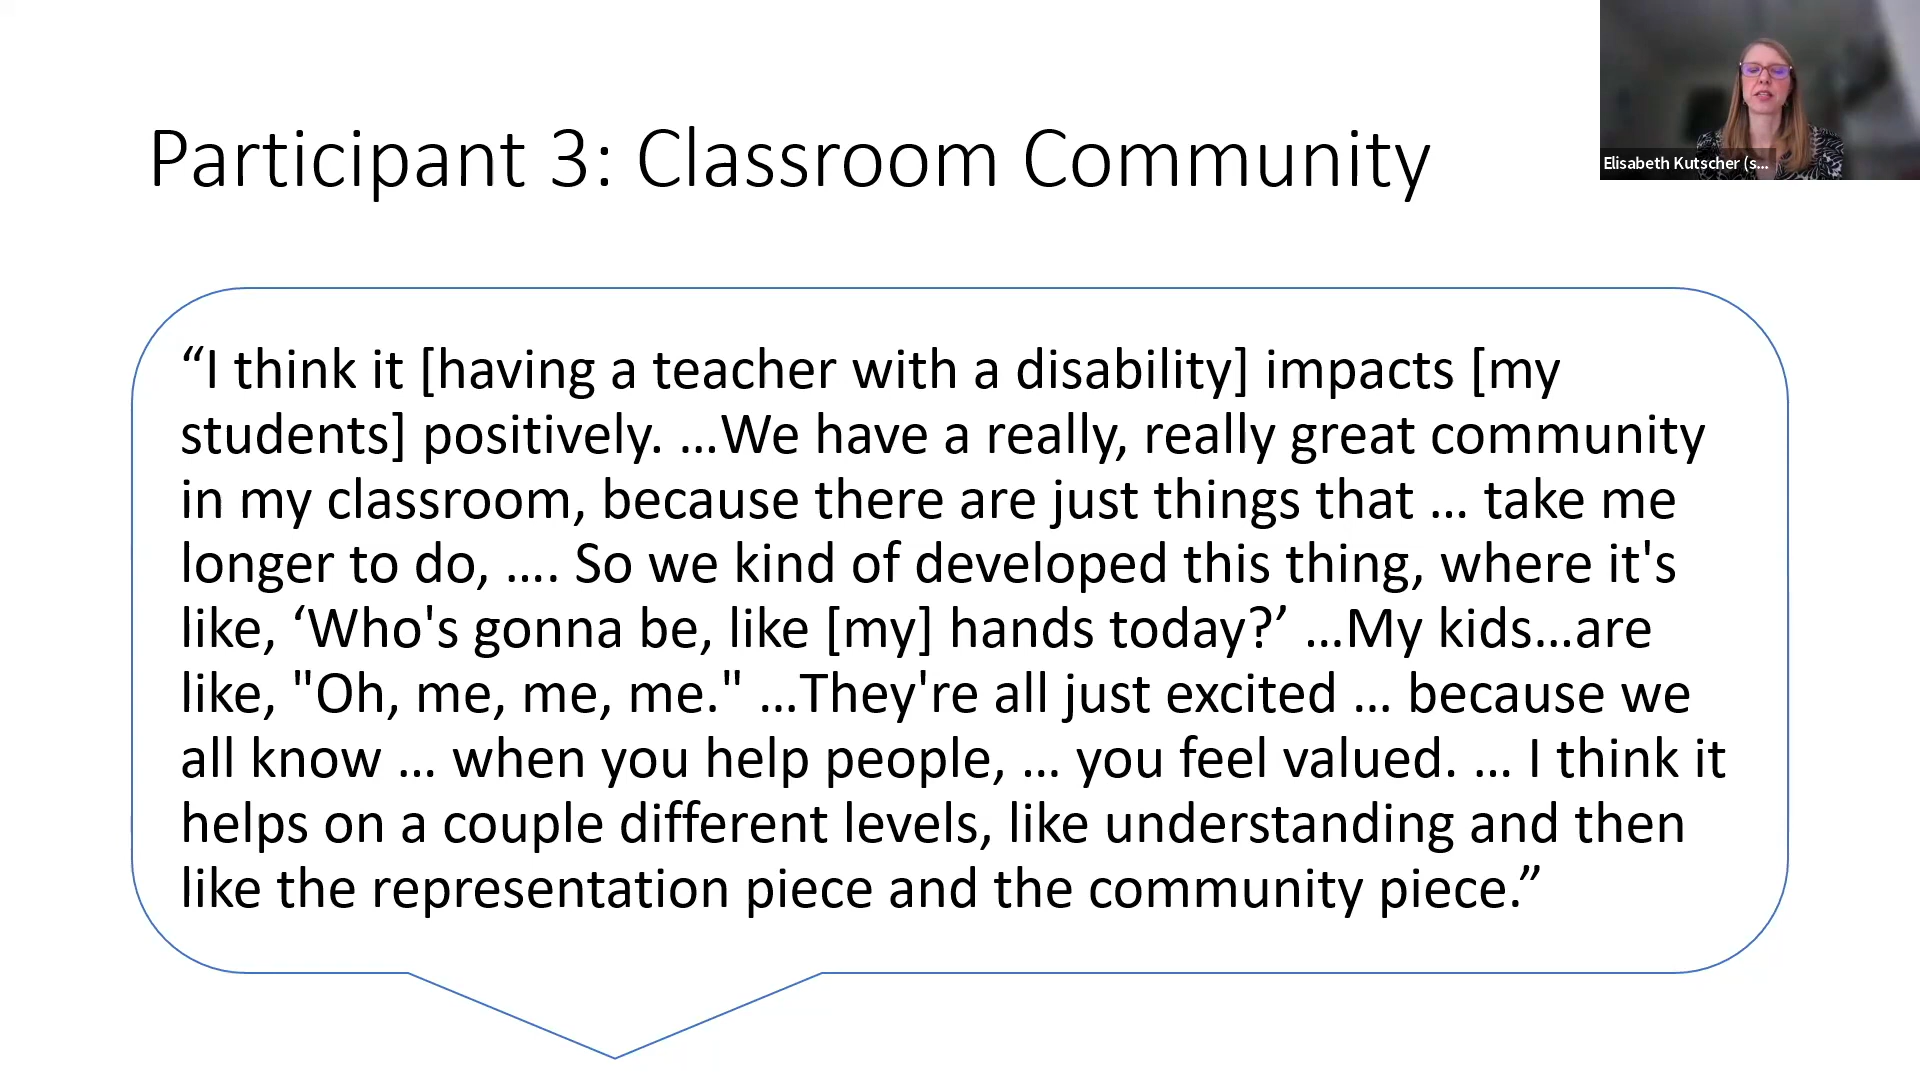 Participant 3: Classroom Community
Elisabeth Kutscher (s...
“I think it [having a teacher with a disability] impacts [my
students] positively. …We have a really, really great community
in my classroom, because there are just things that … take me
longer to do, …. So we kind of developed this thing, where it's
like, ‘Who's gonna be, like [my] hands today?’ …My kids…are
like, "Oh, me, me, me." …They're all just excited … because we
all know … when you help people, … you feel valued. … I think it
helps on a couple different levels, like understanding and then
like the representation piece and the community piece.”